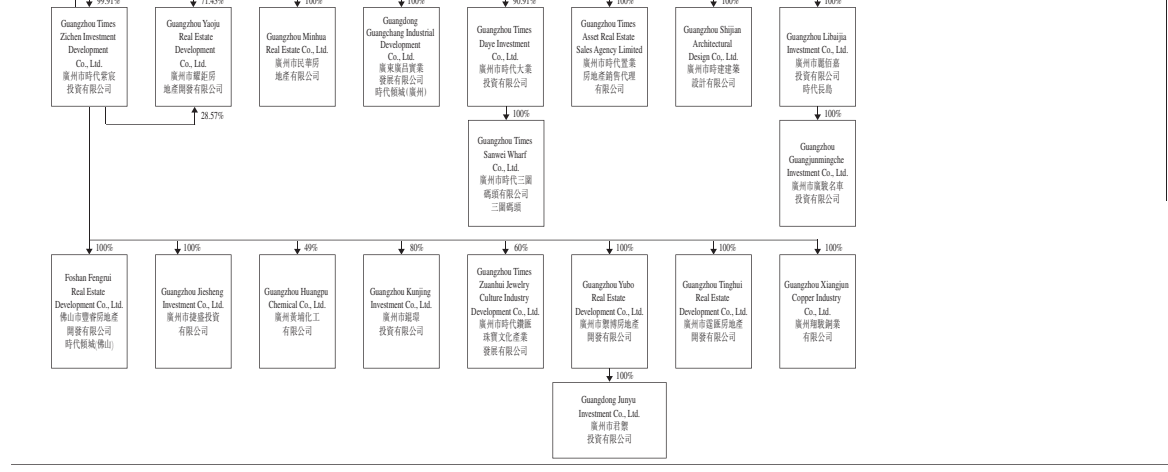 99.91%
71.43%
100%
100%
90.91%
100%
100%
100%
Guangzhou Times
Zichen Investment
Development
Co., Ltd.
廣州市時代紫宸
投資有限公司
Guangzhou Yaoju
Real Estate
Development
Co., Ltd.
廣州市耀鉅房
地產開發有限公司
Guangzhou Minhua
Real Estate Co., Ltd.
廣州市民華房
地產有限公司
Guangdong
Guangchang Industrial
Development
Co., Ltd.
廣東廣昌實業
發展有限公司
時代傾城(廣州)
Guangzhou Times
Daye Investment
Co., Ltd.
廣州市時代大業
投資有限公司
Guangzhou Times
Asset Real Estate
Sales Agency Limited
廣州市時代置業
房地產銷售代理
有限公司
Guangzhou Shijian
Architectural
Design Co., Ltd.
廣州市時建建築
設計有限公司
Guangzhou Libaijia
Investment Co., Ltd.
廣州市麗佰嘉
投資有限公司
時代長島
28.57%
100%
100%
Guangzhou Times
Sanwei Wharf
Co., Ltd.
廣州市時代三圍
碼頭有限公司
三圍碼頭
Guangzhou
Guangjunmingche
Investment Co., Ltd.
廣州市廣駿名車
投資有限公司
100%
100%
49%
80%
60%
100%
100%
100%
Foshan Fengrui
Real Estate
Development Co., Ltd.
佛山市豐睿房地產
開發有限公司
時代傾城(佛山)
Guangzhou Jiesheng
Investment Co., Ltd.
廣州市捷盛投資
有限公司
Guangzhou Huangpu
Chemical Co., Ltd.
廣州黃埔化工
有限公司
Guangzhou Kunjing
Investment Co., Ltd.
廣州市錕璟
投資有限公司
Guangzhou Times
Zuanhui Jewelry
Culture Industry
Development Co., Ltd.
廣州市時代鑽匯
珠寶文化產業
發展有限公司
Guangzhou Yubo
Real Estate
Development Co., Ltd.
廣州市禦博房地產
開發有限公司
Guangzhou Tinghui
Real Estate
Development Co., Ltd.
廣州市霆匯房地產
開發有限公司
Guangzhou Xiangjun
Copper Industry
Co., Ltd.
廣州翔駿銅業
有限公司
100%
Guangdong Junyu
Investment Co., Ltd.
廣州市君禦
投資有限公司